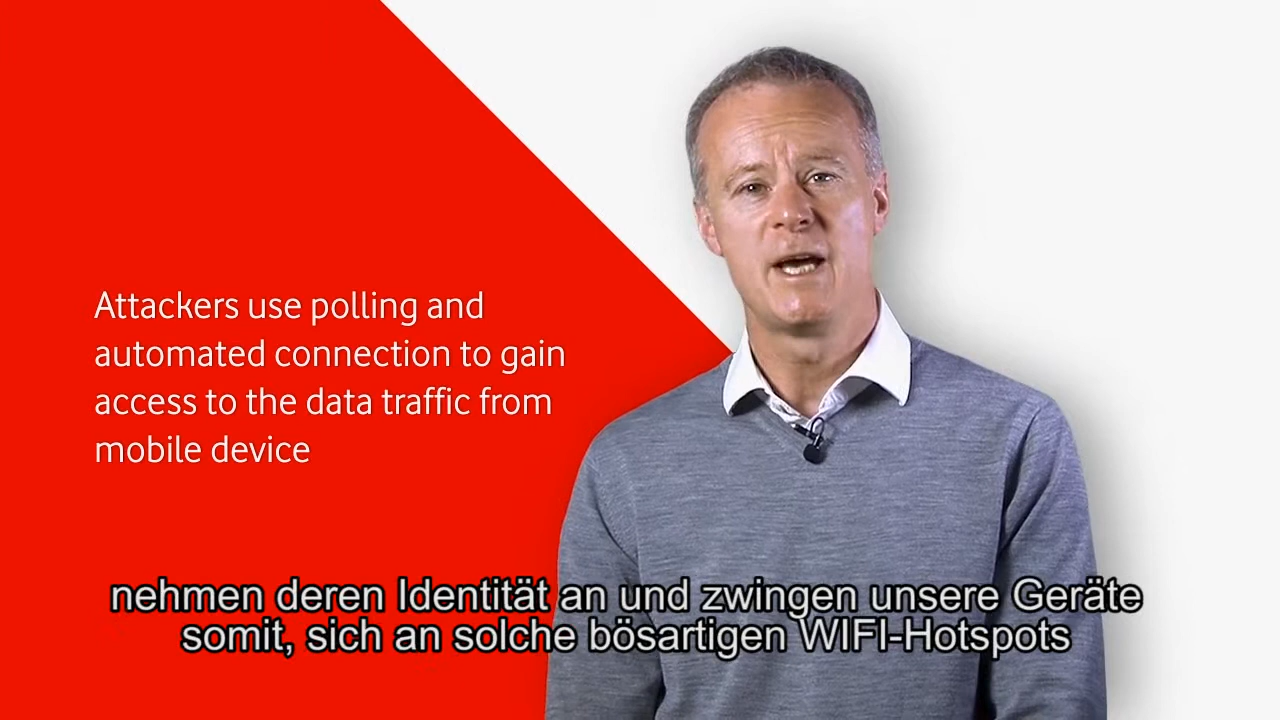 Attackers use polling and
automated connection to gain
access to the data traffic from
mobile device
nehmen deren Identität an und zwingen unsere Geräte
somit, sich an solche bösartigen WIFI-Hotspots